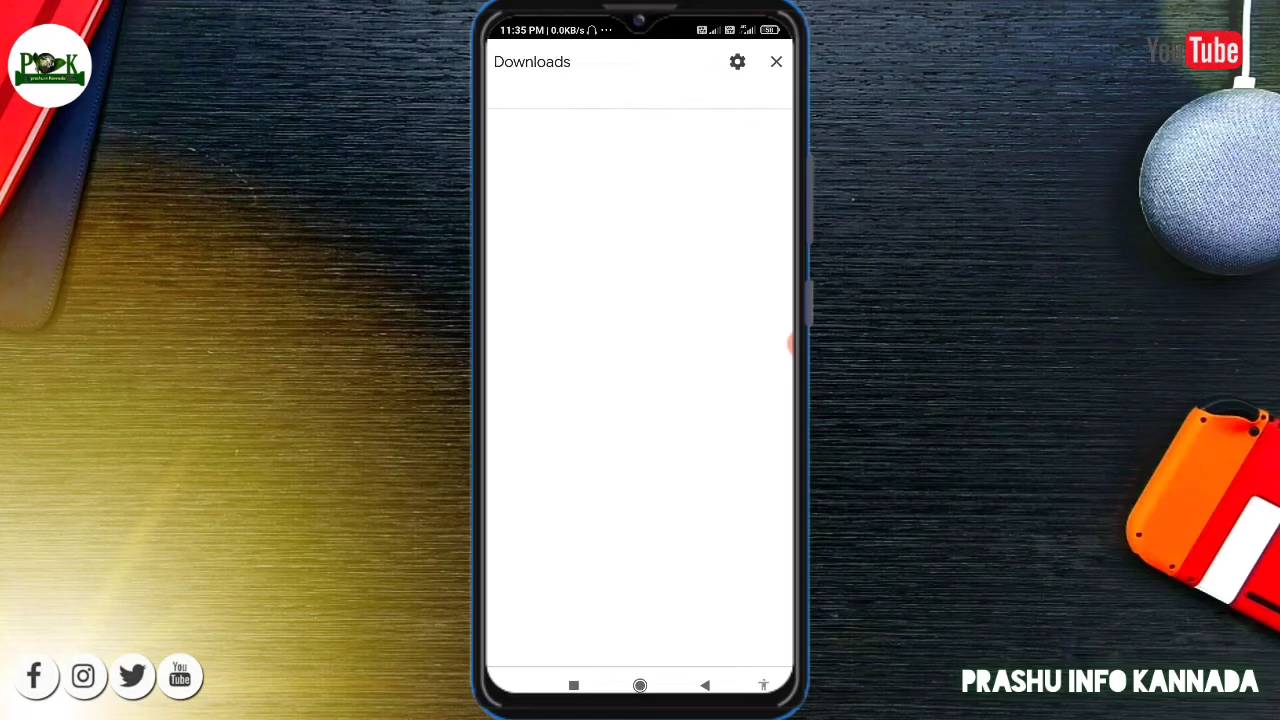 11:35 PM | 0.0KB/s
Downloads
YouTube
You
Tube
PRASHU INFO KANNADA